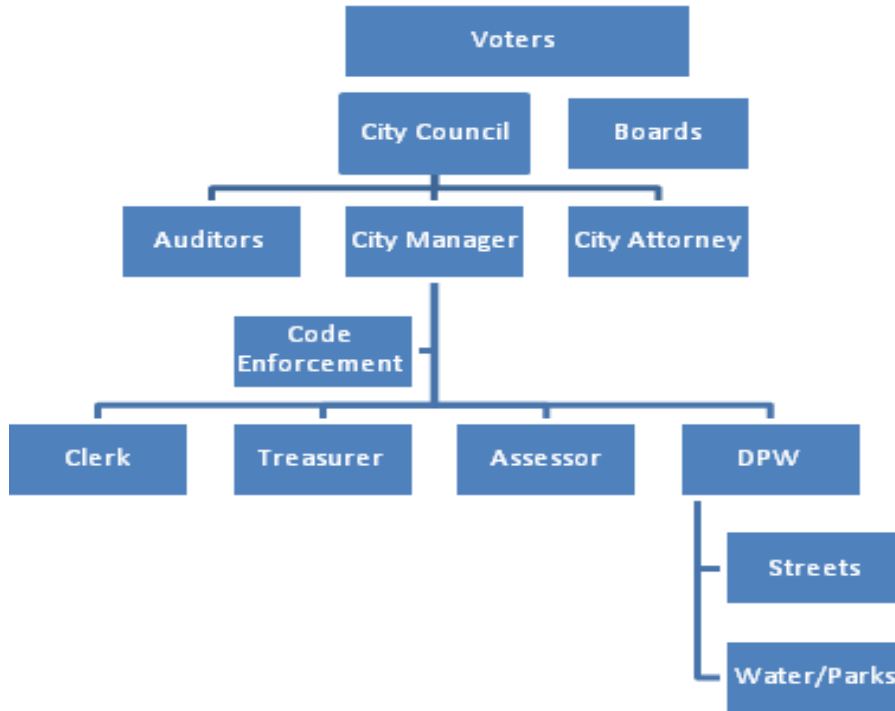 Voters
City Council
Boards
Auditors
City Manager
City Attorney
Code
Enforcement
Clerk
Treasurer
Assessor
DPW
Streets
Water/Parks